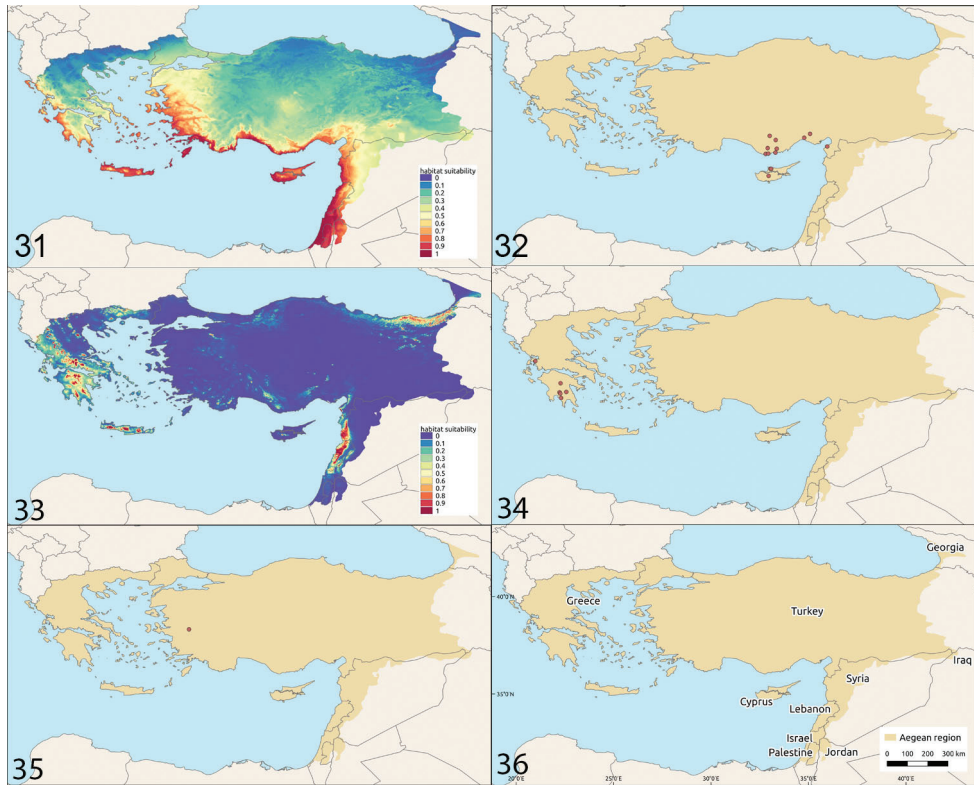 habitat suitability
0
0.1
0.2
0.3
0.4
0.5
0.6
0.7
0.8
0.9
1
31
32
habitat suitability
0
0.1
0.2
0.3
0.4
0.5
0.6
0.7
0.8
0.9
1
33
34
35
Georgia
40°0 N
Greece
Turkey
Iraq
Syria
35°0 N
Cyprus
Lebanon
Israel
Palestine
Jordan
Aegean region
0 100 200 300 km
36
20°0´E 25°0´E 30°0´E 35°0´E 40°0´E